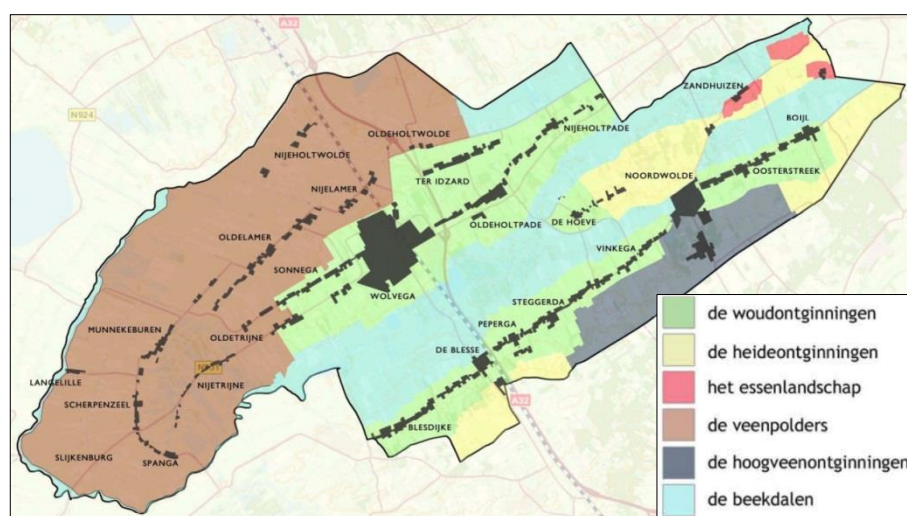 A32
N924
ZANDHUIZEN
BOIJL
OLDEHOLTWOLDE
NIJEHOLTPADE
NIJEHOLTWOLDE
TER IDZARD
NOORDWOLDE
OOSTERSTREEK
NIJELAMER
DE HOEVE
OLDEHOLTPADE
OLDELAMER
VINKEGA
SONNEGA
WOLVEGA
STEGGERDA
MUNNEKEBUREN
OLDETRIJNE
PEPERGA
DE BLESSE
LANGELILLE
NIJETRIJNE
SCHERPENZEEL
A32
BLESDIJKE
SLIJKENBURG
SPANGA
de woudontginningen
de heideontginningen
het essenlandschap
de veenpolders
de hoogveenontginningen
de beekdalen